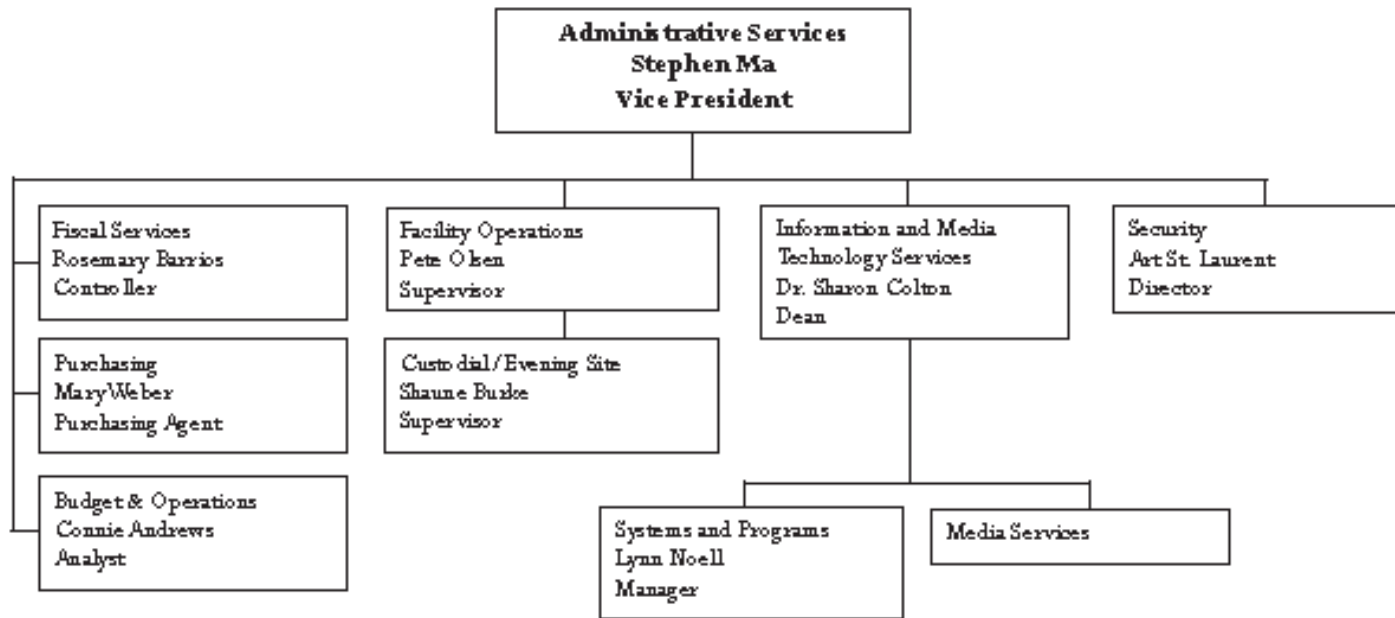 Administrative Services
Stephen Ma
Vice President
Fiscal Services
Rosemary Barrios
Controller
Facility Operations
Pete Olsen
Supervisor
Information and Media
Technology Services
Dr. Sharon Colton
Dean
Security
Art St. Laurent
Director
Purchasing
Mary Weber
Purchasing Agent
Custodial/Evening Site
Shaune Burke
Supervisor
Budget & Operations
Connie Andrews
Analyst
Systems and Programs
Lynn Noell
Manager
Media Services